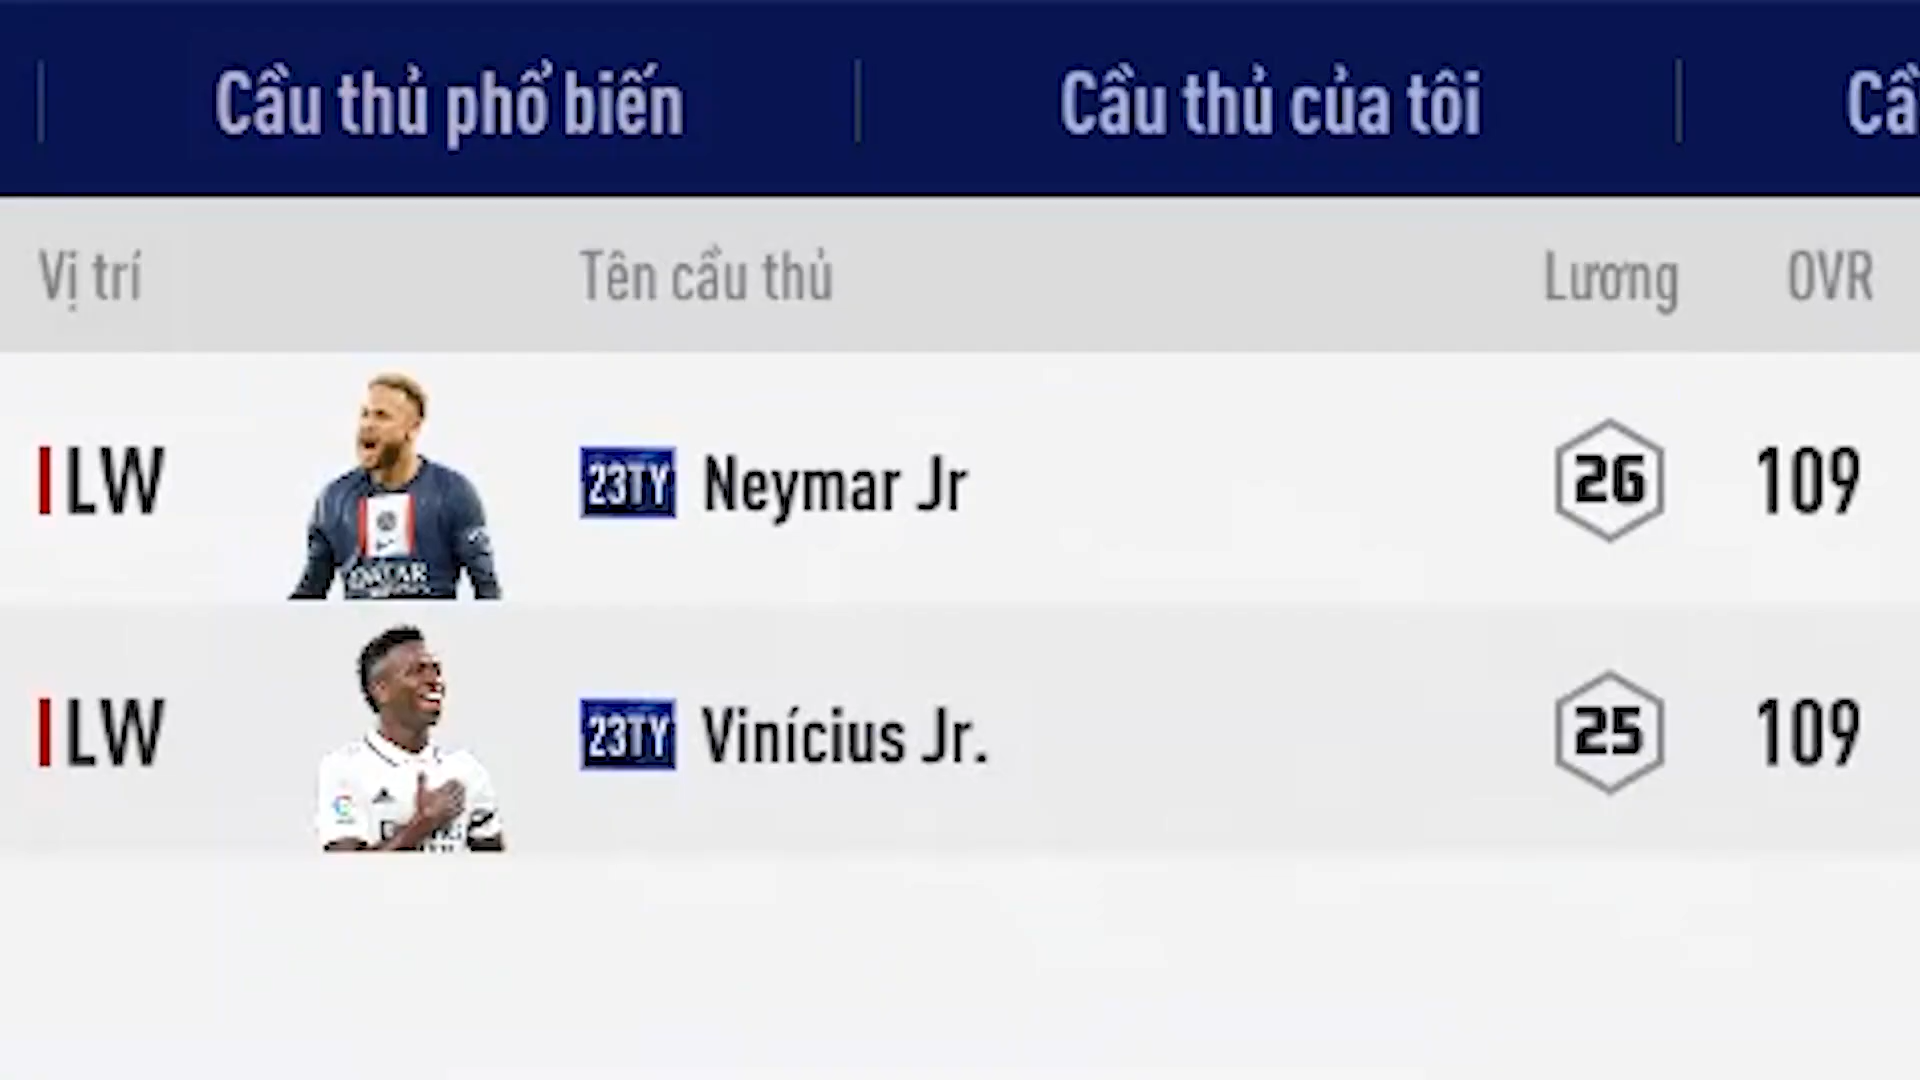 Cầu thủ phổ biến
Cầu thủ của tôi
Vị trí
Tên cầu thủ
Lương
OVR
LW
23TY
Neymar Jr
26
109
LW
23TY
Vinícius Jr.
25
109